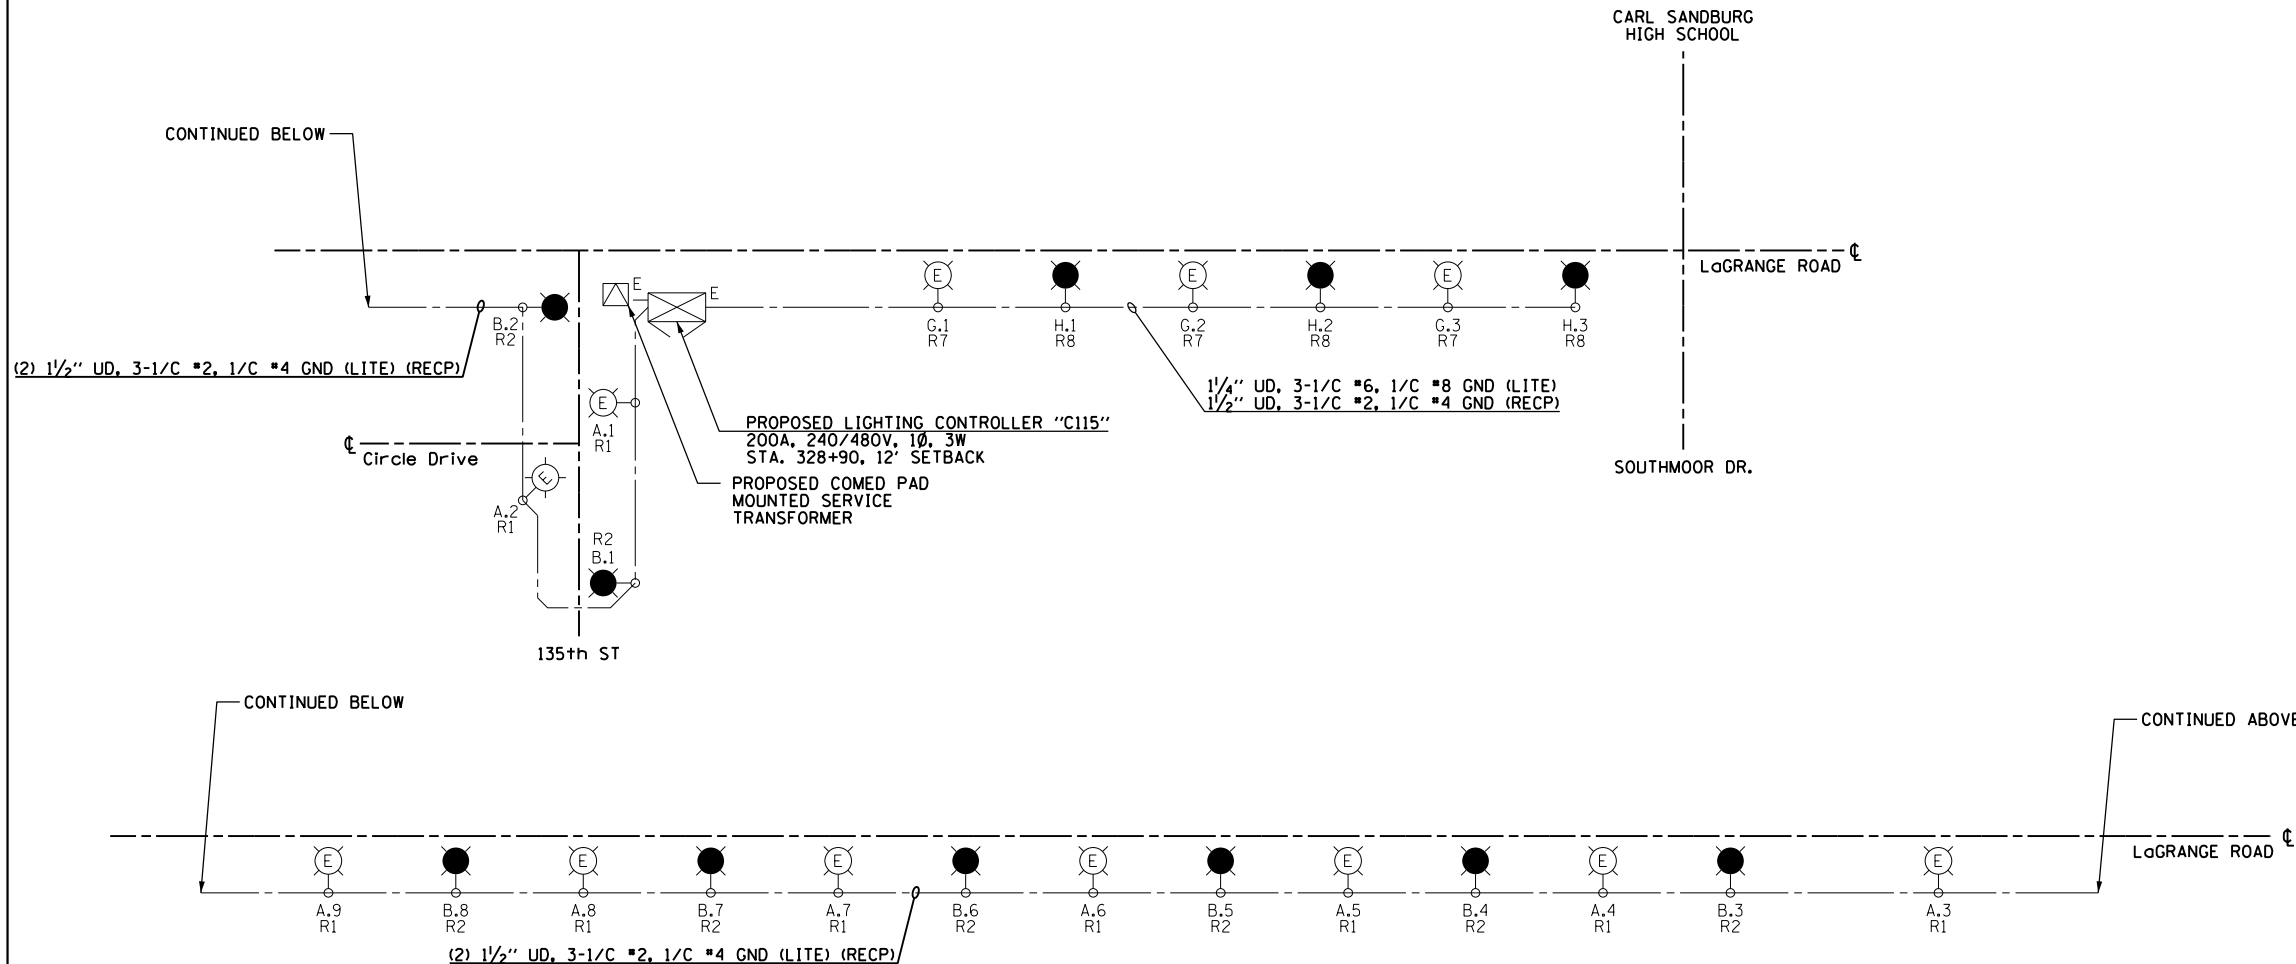 CARL SANDBURG
HIGH SCHOOL
CONTINUED BELOW
℄
LaGRANGE ROAD
E
E
E
E
E
B.2
R2
G.1
R7
H.1
R8
G.2
R7
H.2
R8
G.3
R7
H.3
R8
(2) 1½" UD, 3-1/C #2, 1/C #4 GND (LITE) (RECP)
1¼" UD, 3-1/C #6, 1/C #8 GND (LITE)
1½" UD, 3-1/C #2, 1/C #4 GND (RECP)
E
A.1
R1
PROPOSED LIGHTING CONTROLLER "C115"
200A, 240/480V, 1Ø, 3W
STA. 328+90, 12' SETBACK
℄
Circle Drive
SOUTHMOOR DR.
E
PROPOSED COMED PAD
MOUNTED SERVICE
TRANSFORMER
A.2
R1
R2
B.1
135th ST
CONTINUED BELOW
CONTINUED ABOVE
℄
LaGRANGE ROAD
E
E
E
E
E
E
E
A.9
R1
B.8
R2
A.8
R1
B.7
R2
A.7
R1
B.6
R2
A.6
R1
B.5
R2
A.5
R1
B.4
R2
A.4
R1
B.3
R2
A.3
R1
(2) 1½" UD, 3-1/C #2, 1/C #4 GND (LITE) (RECP)